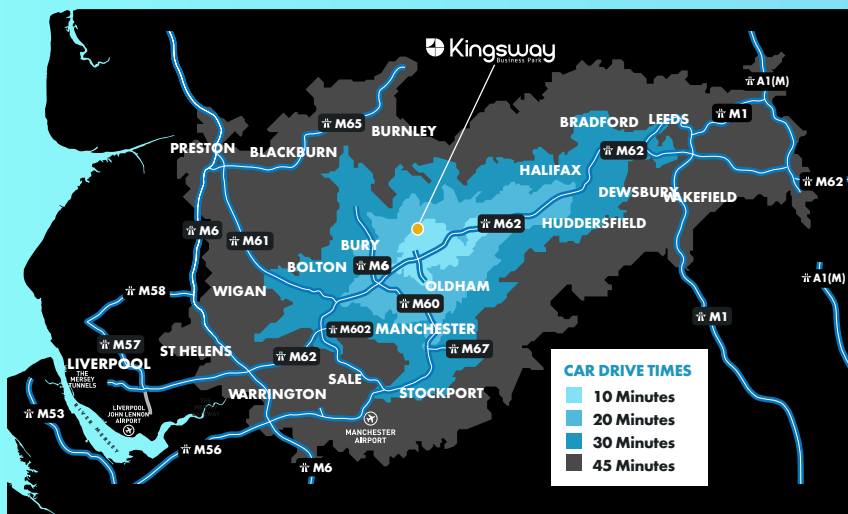 Kingsway
Business Park
A1(M)
M1
M65
BURNLEY
BRADFORD
LEEDS
PRESTON
BLACKBURN
M62
HALIFAX
M62
DEWSBURY
WAKEFIELD
M6
M61
M62
HUDDERSFIELD
BURY
BOLTON
M6
A1(M)
M58
WIGAN
OLDHAM
M60
M1
M57
ST HELENS
M602
MANCHESTER
M62
M67
LIVERPOOL
THE
MERSEY
TUNNELS
SALE
WARRINGTON
STOCKPORT
M53
LIVERPOOL
JOHN LENNON
AIRPORT
RIVER MERSEY
THE
MANCHESTER
AIRPORT
M56
M6
CAR DRIVE TIMES
10 Minutes
20 Minutes
30 Minutes
45 Minutes